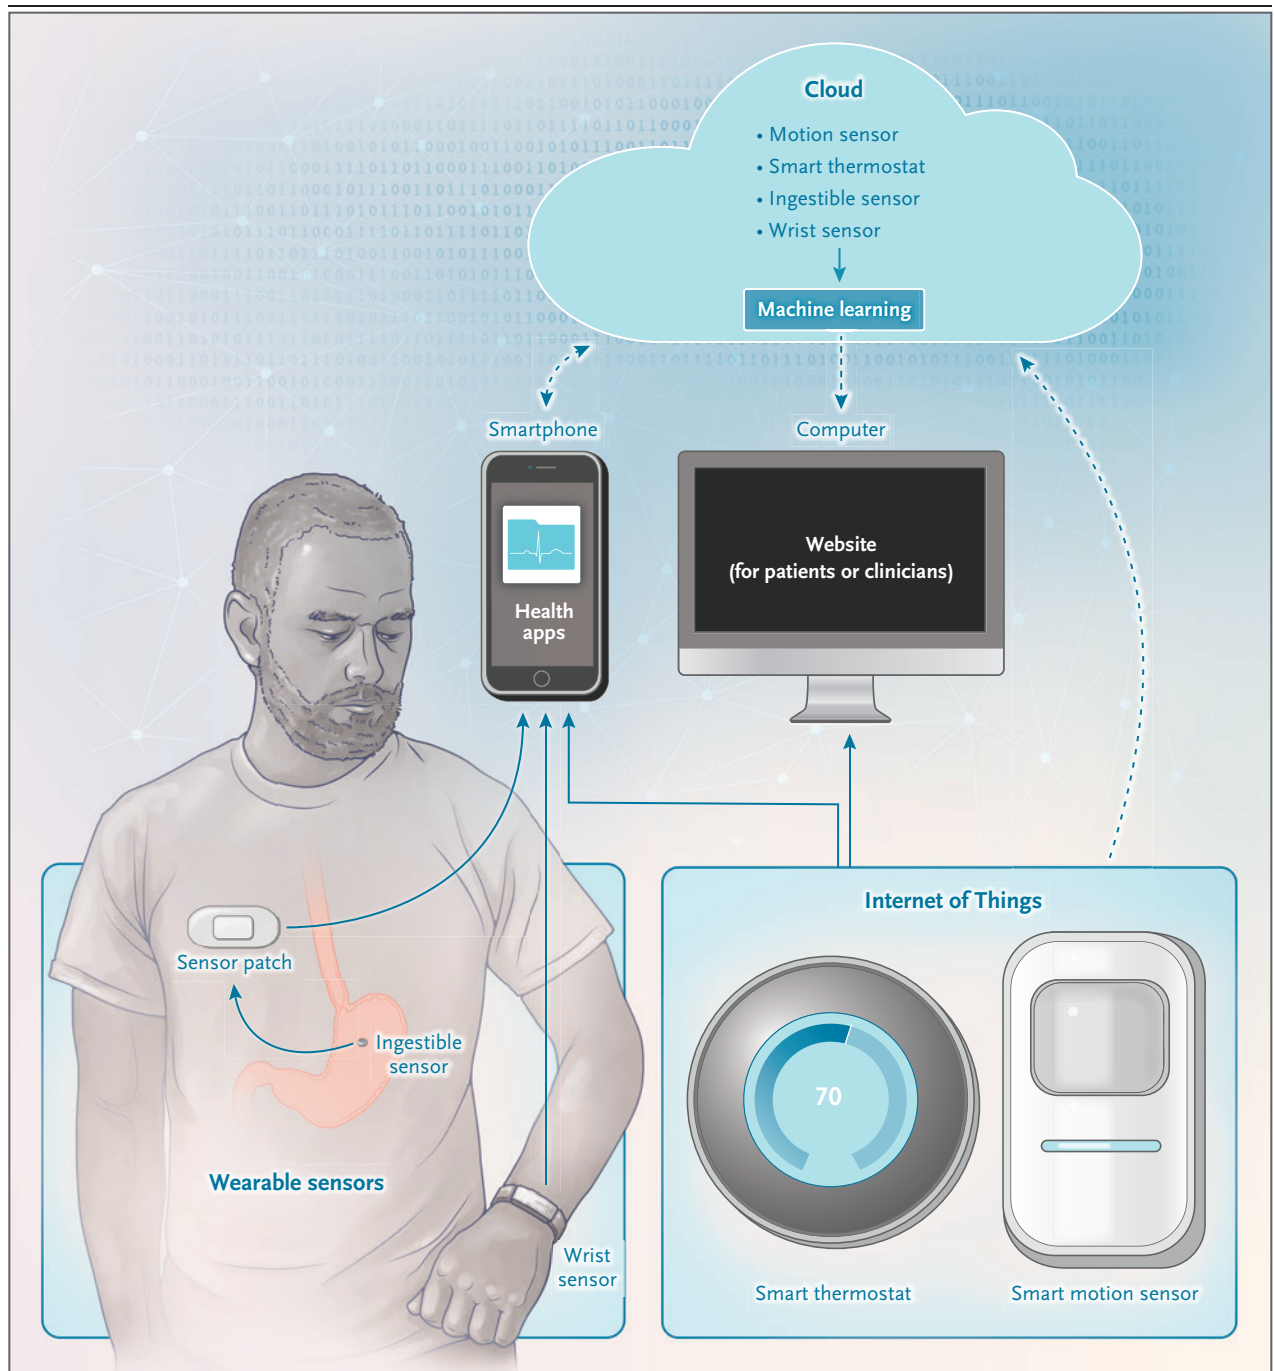 Cloud
• Motion sensor
• Smart thermostat
• Ingestible sensor
• Wrist sensor
Machine learning
Smartphone
Computer
Health
apps
Website
(for patients or clinicians)
Sensor patch
Ingestible
sensor
Wearable sensors
Wrist
sensor
Internet of Things
70
Smart thermostat
Smart motion sensor